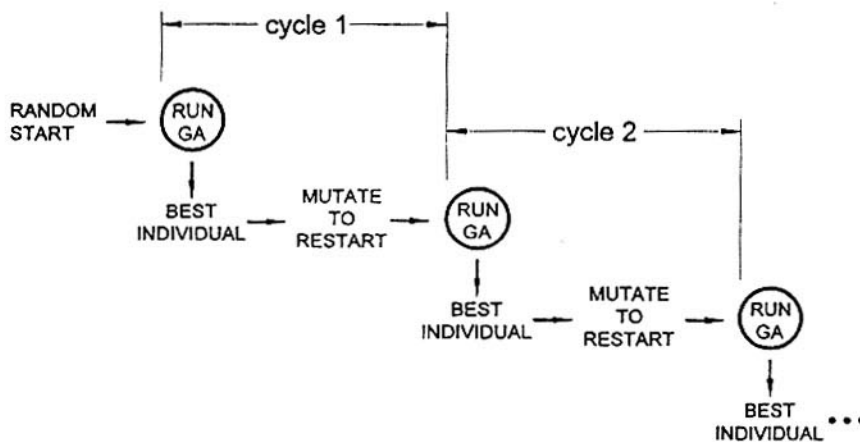 cycle 1
RANDOM
START
RUN
GA
cycle 2
BEST
INDIVIDUAL
MUTATE
TO
RESTART
RUN
GA
BEST
INDIVIDUAL
MUTATE
TO
RESTART
RUN
GA
BEST
INDIVIDUAL •••